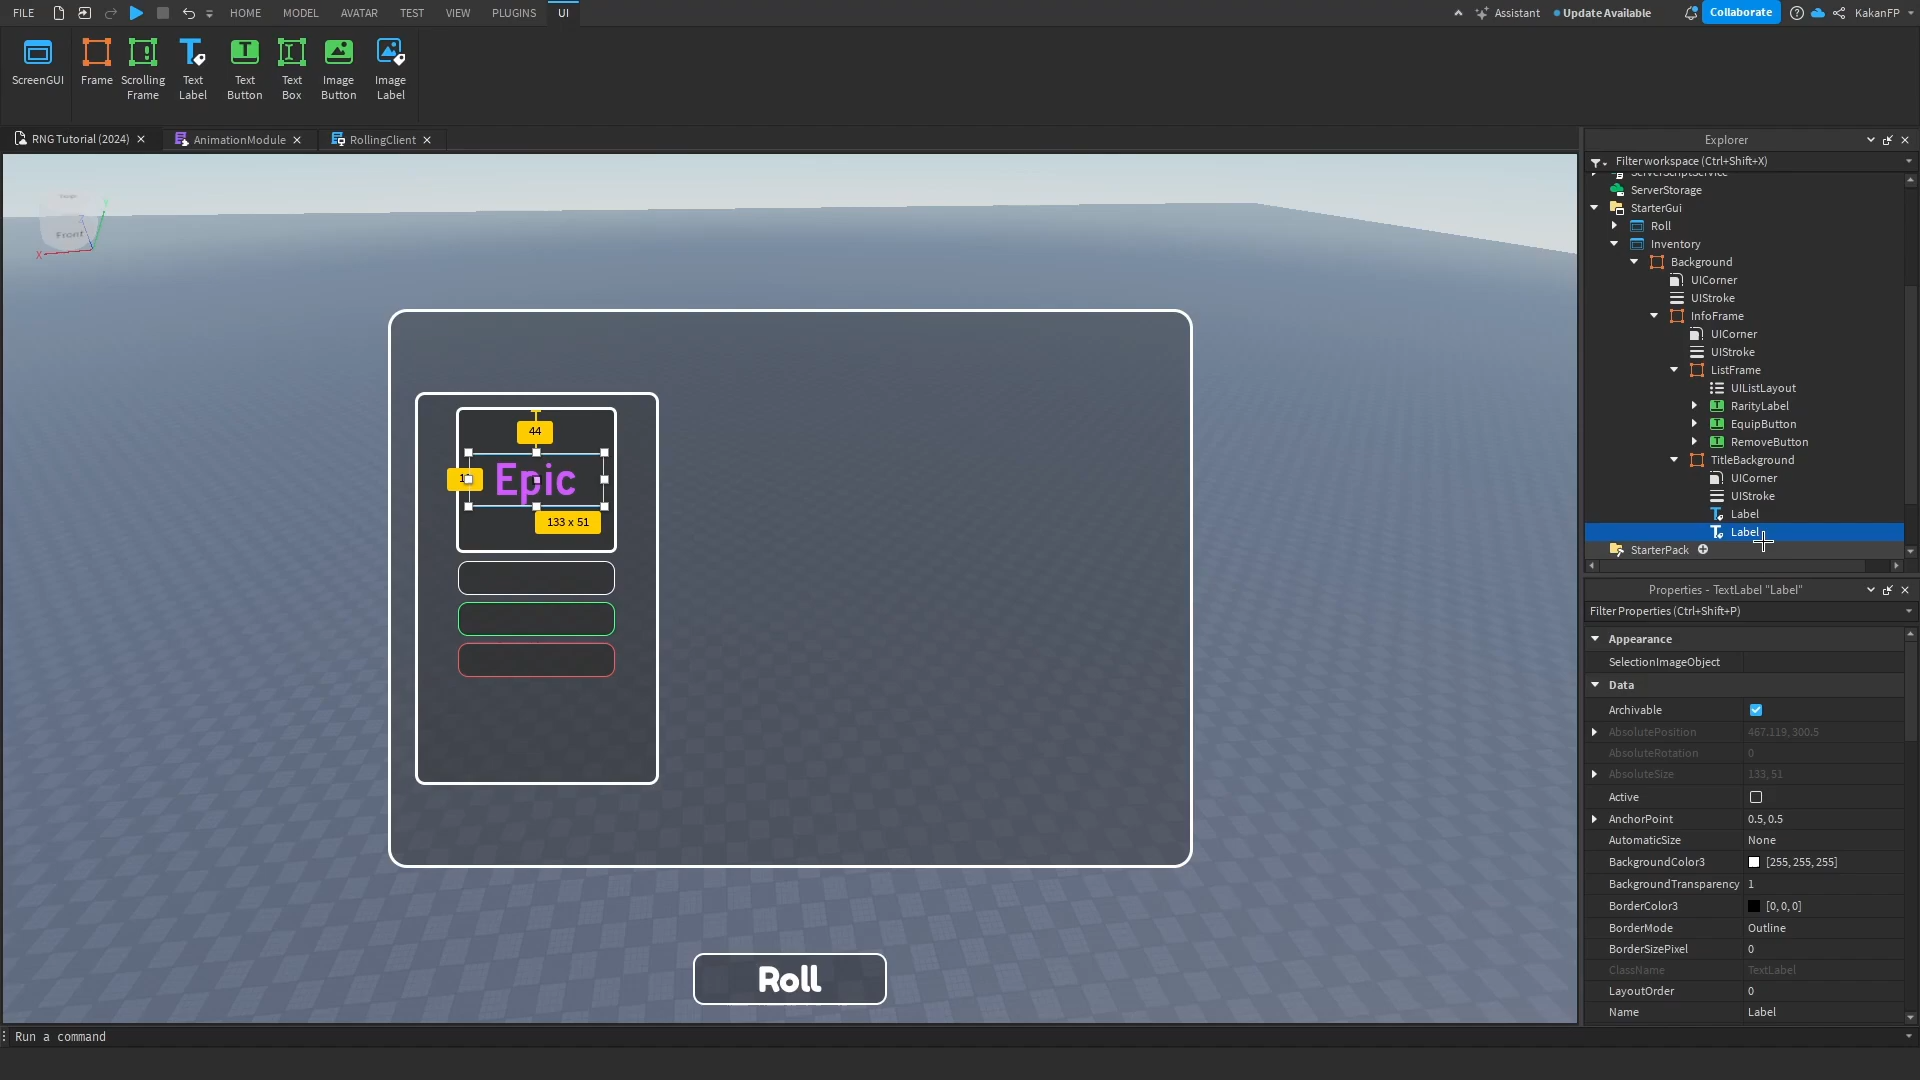 FILE
HOME
MODEL
AVATAR
TEST
VIEW
PLUGINS
UI
Assistant
Update Available
Collaborate
KakanFP
ScreenGUI
Frame
Scrolling Frame
Text Label
Text Button
Text Box
Image Button
Image Label
RNG Tutorial (2024)
AnimationModule
RollingClient
Front
X
44
Epic
133 x 51
Roll
Explorer
Filter workspace (Ctrl+Shift+X)
ServerScriptService
ServerStorage
StarterGui
Roll
Inventory
Background
UICorner
UIStroke
InfoFrame
UICorner
UIStroke
ListFrame
UIListLayout
RarityLabel
EquipButton
RemoveButton
TitleBackground
UICorner
UIStroke
Label
Label
StarterPack
Properties - TextLabel "Label"
Filter Properties (Ctrl+Shift+P)
Appearance
SelectionImageObject
Data
Archivable
AbsolutePosition 467.119, 300.5
AbsoluteRotation 0
AbsoluteSize 133, 51
Active
AnchorPoint 0.5, 0.5
AutomaticSize None
BackgroundColor3 [255, 255, 255]
BackgroundTransparency 1
BorderColor3 [0, 0, 0]
BorderMode Outline
BorderSizePixel 0
ClassName TextLabel
LayoutOrder 0
Name Label
Run a command